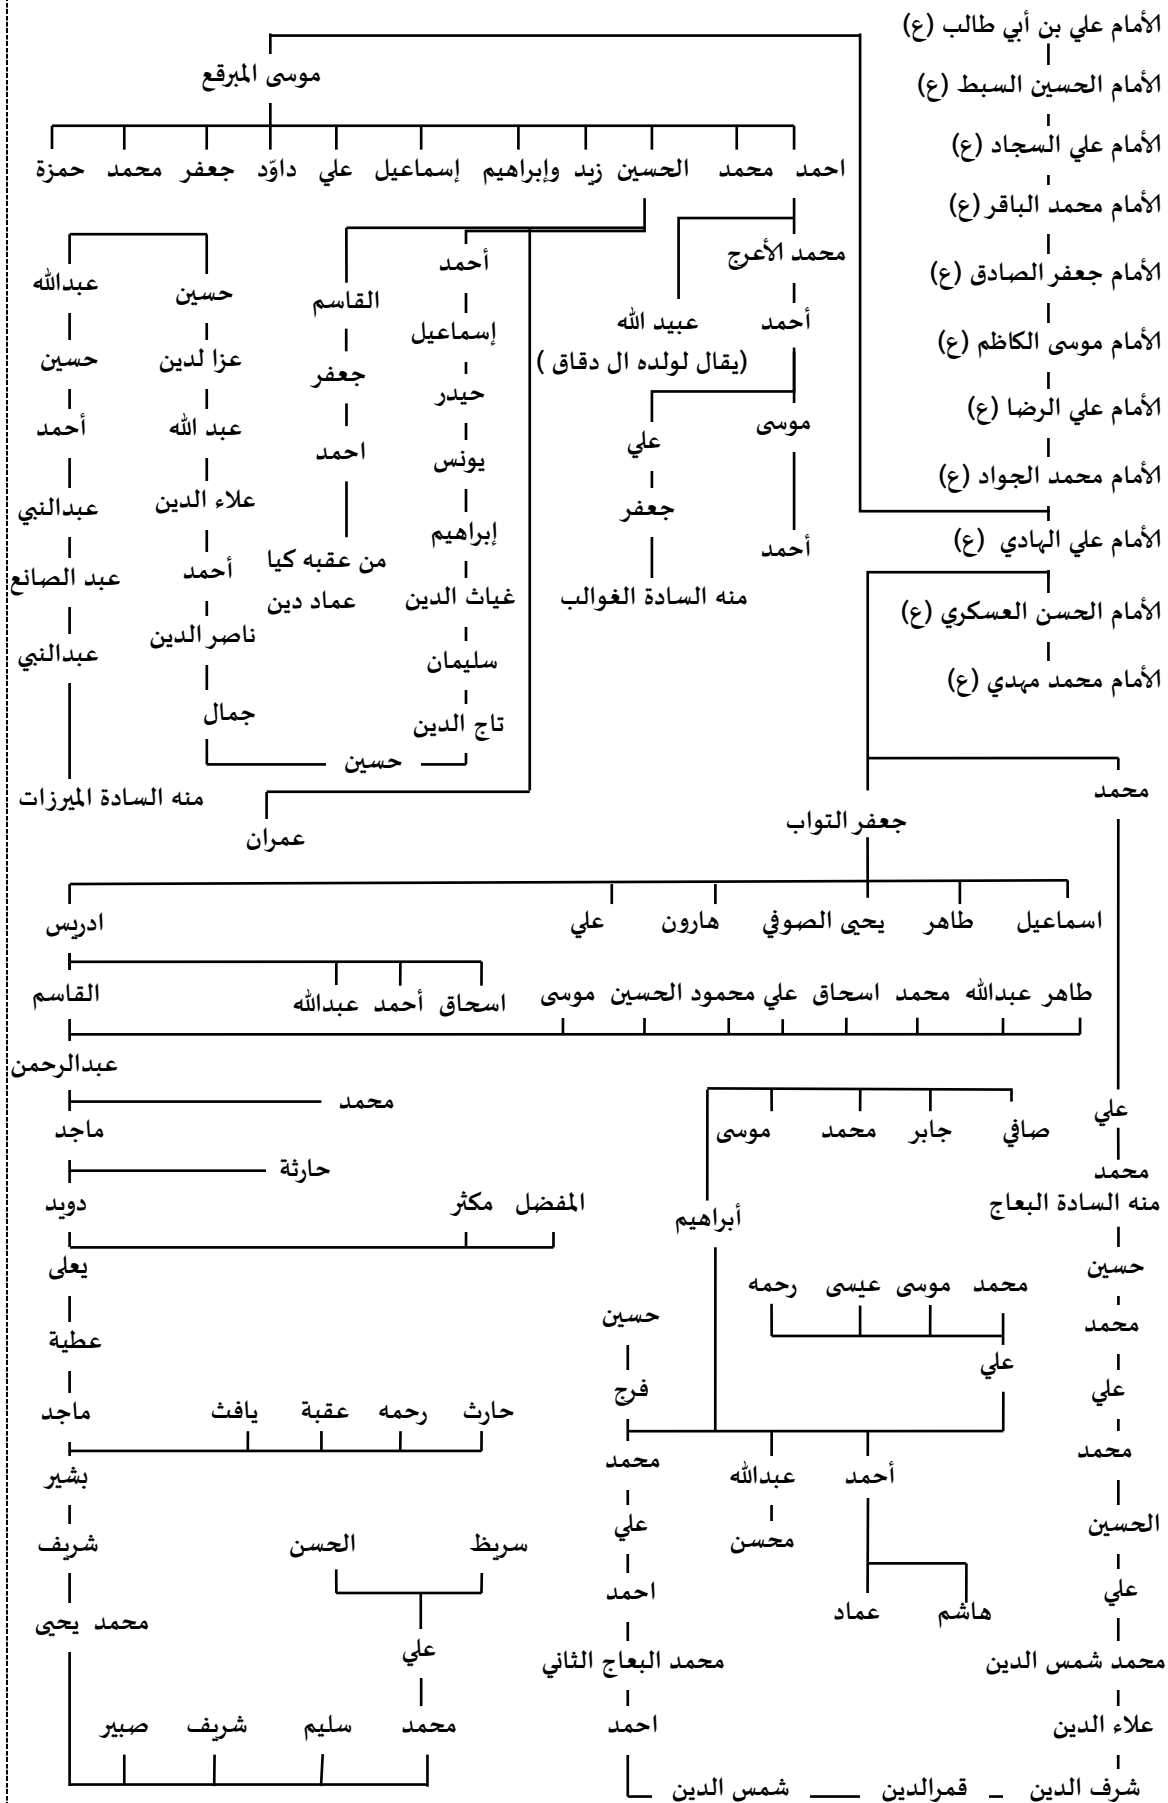 الأمام علي بن أبي طالب (ع)
الأمام الحسين السبط (ع)
الأمام علي السجاد (ع)
الأمام محمد الباقر (ع)
الأمام جعفر الصادق (ع)
الأمام موسى الكاظم (ع)
الأمام علي الرضا (ع)
الأمام محمد الجواد (ع)
الأمام علي الهادي (ع)
الأمام الحسن العسكري (ع)
الأمام محمد مهدي (ع)
موسى المبرقع
احمد محمد الحسين زيد وإبراهيم إسماعيل علي داوّد جعفر محمد حمزة
محمد الأعرج
أحمد
عبيد الله
(يقال لولده ال دقاق )
موسى
أحمد
علي
جعفر
منه السادة الغوالب
أحمد
إسماعيل
حيدر
يونس
إبراهيم
غياث الدين
سليمان
تاج الدين
حسين
القاسم
جعفر
احمد
من عقبه كيا
عماد دين
حسين
عزا لدين
عبد الله
علاء الدين
أحمد
ناصر الدين
جمال
عبدالله
حسين
أحمد
عبدالنبي
عبد الصانع
عبدالنبي
منه السادة الميرزات
عمران
محمد
جعفر التواب
اسماعيل طاهر يحيى الصوفي هارون علي ادريس
اسحاق أحمد عبدالله القاسم
طاهر عبدالله محمد اسحاق علي محمود الحسين موسى
عبدالرحمن
محمد
ماجد
حارثة
دويد
المفضل مكثر
يعلى
عطية
ماجد
حارث رحمه عقبة يافث
بشير
شريف
محمد يحيى
سريظ الحسن
علي
محمد سليم شريف صبير
علي
محمد
منه السادة البعاج
حسين
محمد
علي
محمد
الحسين
علي
محمد شمس الدين
علاء الدين
شرف الدين قمرالدين شمس الدين
صافي جابر محمد موسى
أبراهيم
محمد موسى عيسى رحمه
علي
أحمد عبدالله
محسن
هاشم عماد
حسين
فرج
محمد
علي
احمد
محمد البعاج الثاني
احمد